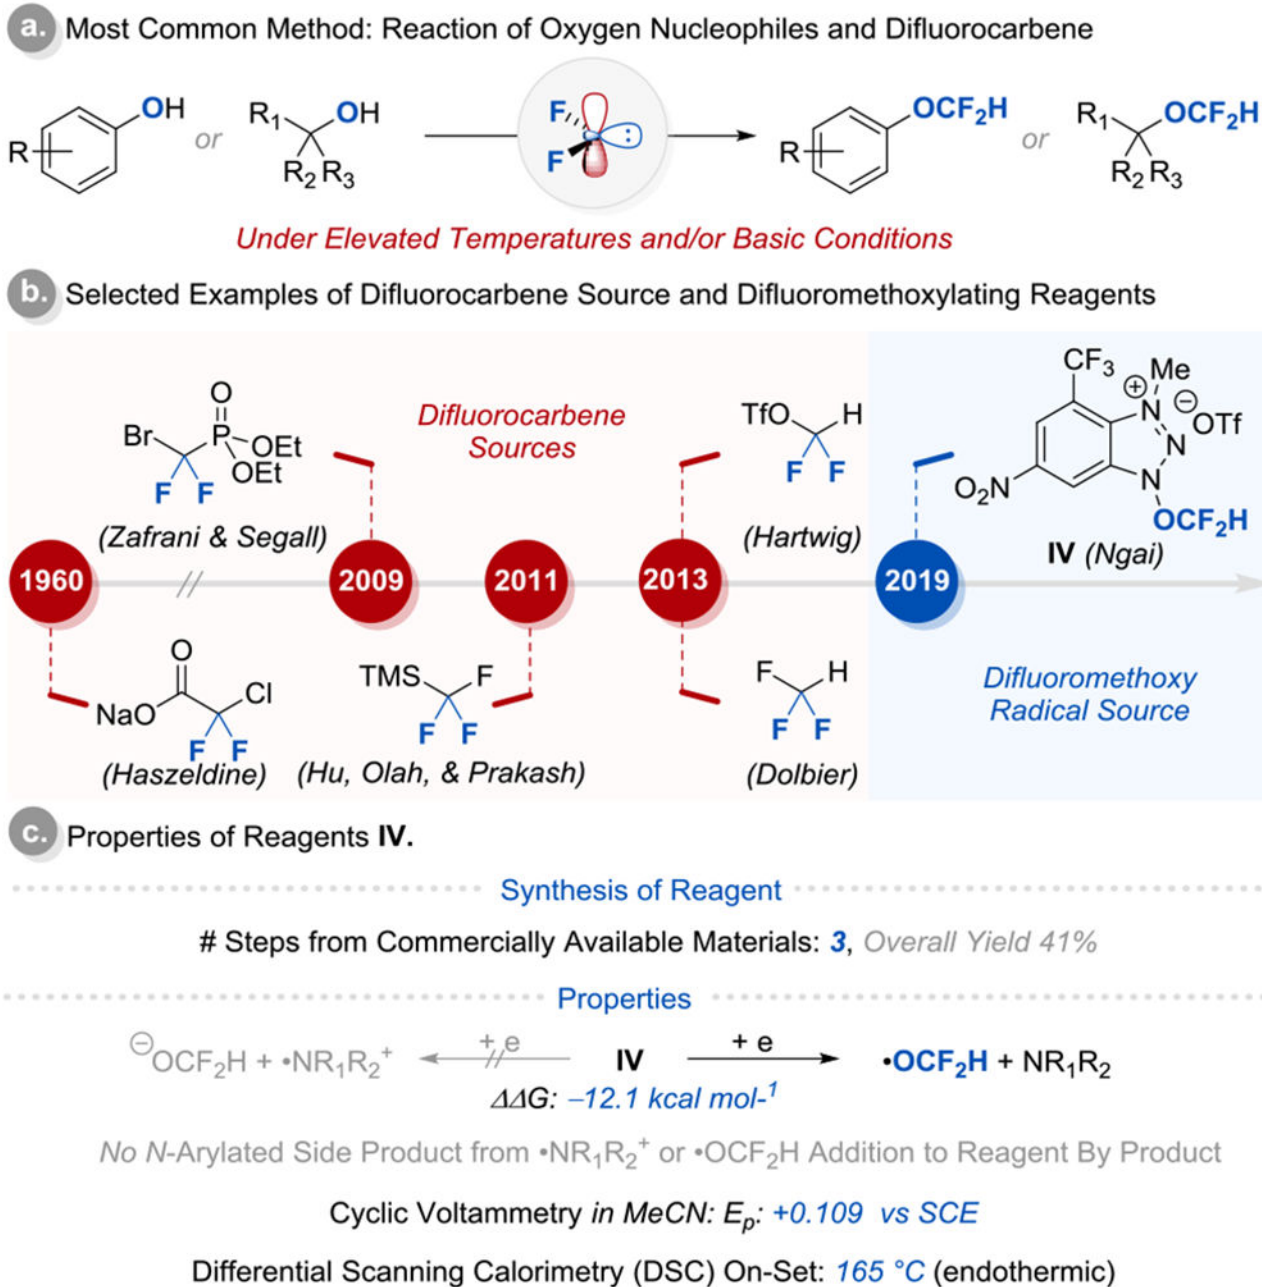 a. Most Common Method: Reaction of Oxygen Nucleophiles and Difluorocarbene
R OH or R1 OH R2 R3 F F : R OCF2H or R1 OCF2H R2 R3
Under Elevated Temperatures and/or Basic Conditions
b. Selected Examples of Difluorocarbene Source and Difluoromethoxylating Reagents
O
Br P OEt
OEt
F F
(Zafrani & Segall)
Difluorocarbene
Sources
TfO H
F F
(Hartwig)
CF3 Me
⊕ ⊖
N OTf
N
O2N N
OCF2H
IV (Ngai)
1960 // 2009 2011 2013 2019
O
NaO Cl
F F
(Haszeldine)
TMS F
F F
(Hu, Olah, & Prakash)
F H
F F
(Dolbier)
Difluoromethoxy
Radical Source
c. Properties of Reagents IV.
Synthesis of Reagent
# Steps from Commercially Available Materials: 3, Overall Yield 41%
Properties
⊖OCF2H + •NR1R2+ + e IV + e •OCF2H + NR1R2
ΔΔG: –12.1 kcal mol-1
No N-Arylated Side Product from •NR1R2+ or •OCF2H Addition to Reagent By Product
Cyclic Voltammetry in MeCN: Ep: +0.109 vs SCE
Differential Scanning Calorimetry (DSC) On-Set: 165 °C (endothermic)